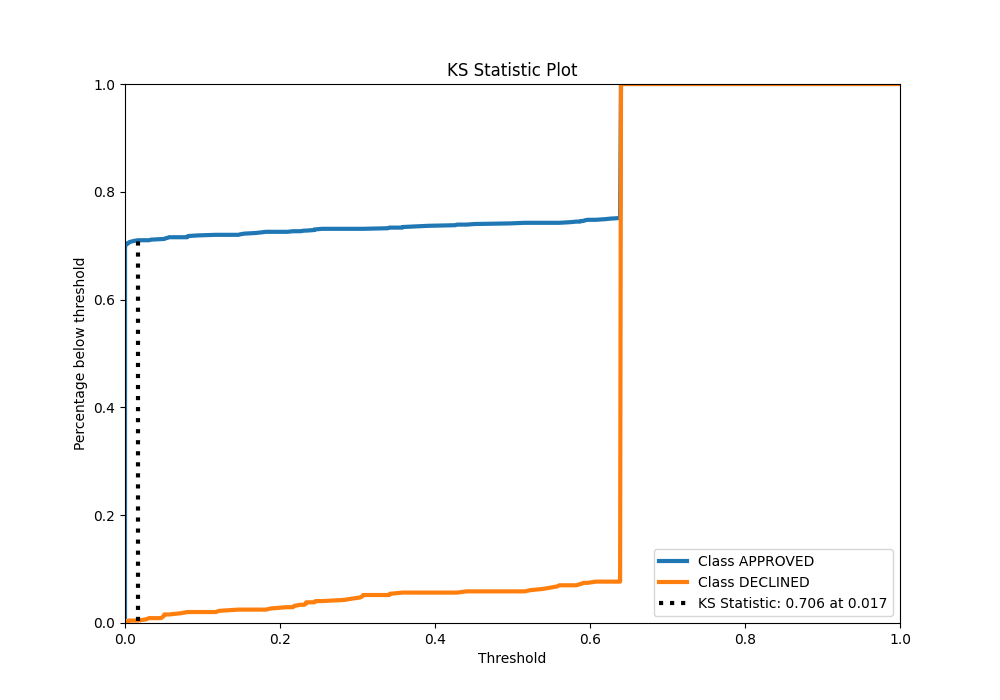 KS Statistic Plot
1.0
0.8
0.6
0.4
0.2
0.0
Percentage below threshold
0.0 0.2 0.4 0.6 0.8 1.0
Threshold
Class APPROVED
Class DECLINED
KS Statistic: 0.706 at 0.017